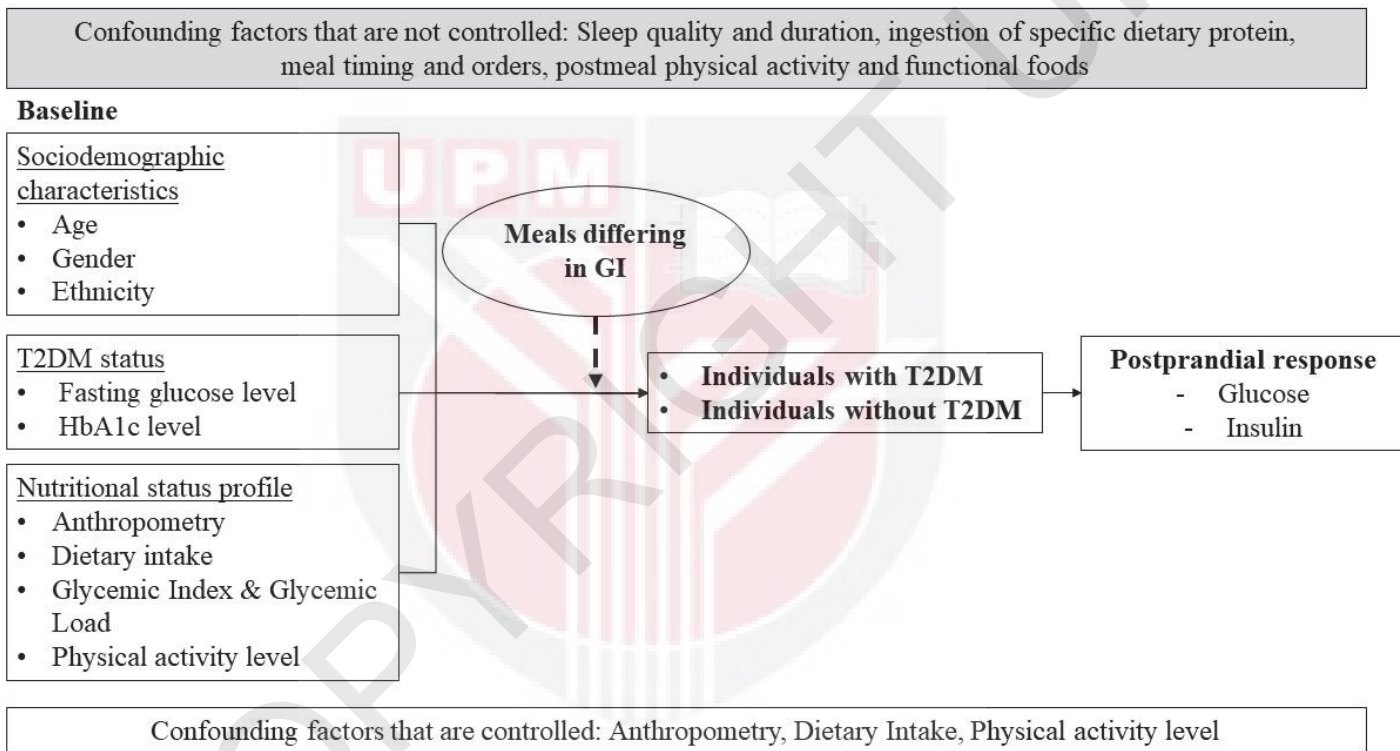 Confounding factors that are not controlled: Sleep quality and duration, ingestion of specific dietary protein,
meal timing and orders, postmeal physical activity and functional foods
Baseline
Sociodemographic
characteristics
• Age
• Gender
• Ethnicity
T2DM status
• Fasting glucose level
• HbA1c level
Nutritional status profile
• Anthropometry
• Dietary intake
• Glycemic Index & Glycemic
Load
• Physical activity level
UPM
Meals differing
in GI
• Individuals with T2DM
• Individuals without T2DM
Postprandial response
- Glucose
- Insulin
Confounding factors that are controlled: Anthropometry, Dietary Intake, Physical activity level
COPYRIGHT U